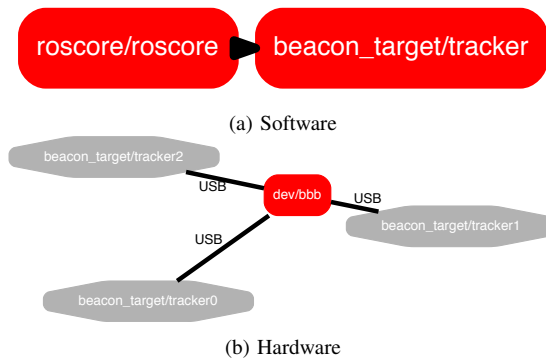 roscore/roscore
beacon_target/tracker
(a) Software
beacon_target/tracker2
USB
dev/bbb
USB
beacon_target/tracker1
USB
beacon_target/tracker0
(b) Hardware